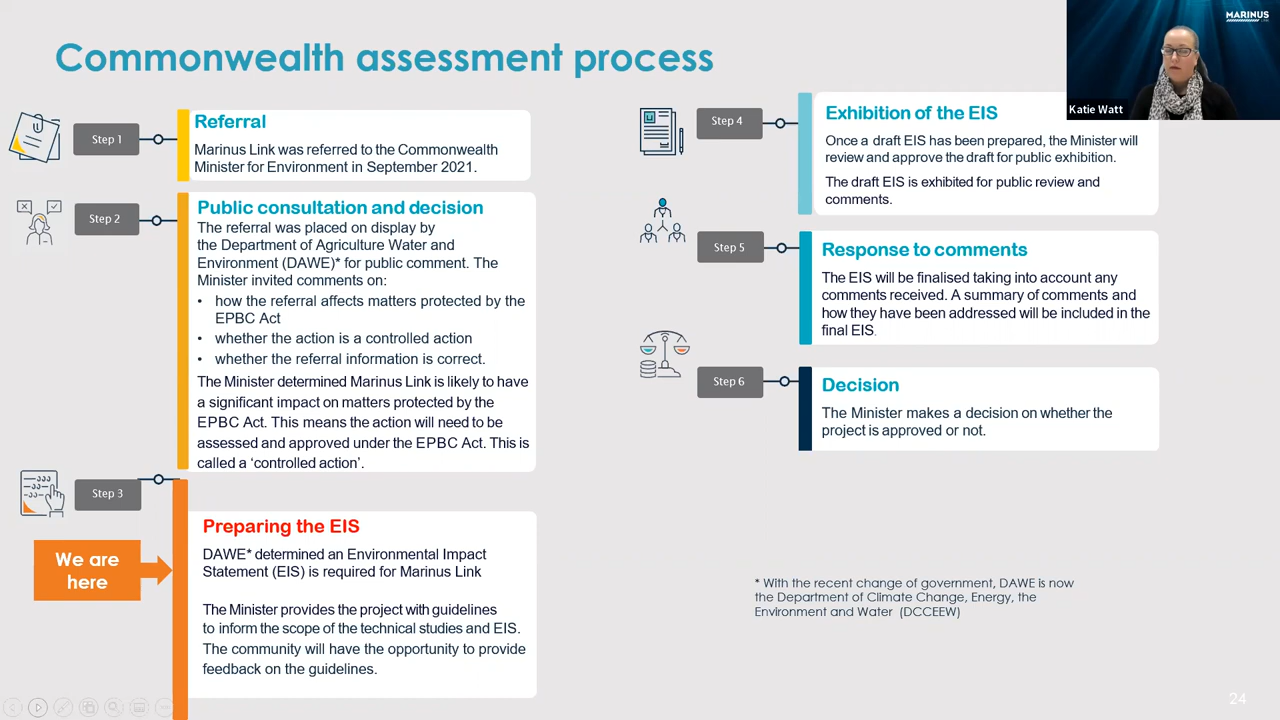 Commonwealth assessment process
MARINUS
LINK
Katie Watt
Step 1
Referral
Marinus Link was referred to the Commonwealth
Minister for Environment in September 2021.
Step 2
Public consultation and decision
The referral was placed on display by
the Department of Agriculture Water and
Environment (DAWE)* for public comment. The
Minister invited comments on:
• how the referral affects matters protected by the
EPBC Act
• whether the action is a controlled action
• whether the referral information is correct.
The Minister determined Marinus Link is likely to have
a significant impact on matters protected by the
EPBC Act. This means the action will need to be
assessed and approved under the EPBC Act. This is
called a ‘controlled action’.
Step 3
We are
here
Preparing the EIS
DAWE* determined an Environmental Impact
Statement (EIS) is required for Marinus Link
The Minister provides the project with guidelines
to inform the scope of the technical studies and EIS.
The community will have the opportunity to provide
feedback on the guidelines.
Step 4
Exhibition of the EIS
Once a draft EIS has been prepared, the Minister will
review and approve the draft for public exhibition.
The draft EIS is exhibited for public review and
comments.
Step 5
Response to comments
The EIS will be finalised taking into account any
comments received. A summary of comments and
how they have been addressed will be included in the
final EIS.
Step 6
Decision
The Minister makes a decision on whether the
project is approved or not.
* With the recent change of government, DAWE is now
the Department of Climate Change, Energy, the
Environment and Water (DCCEEW)
24